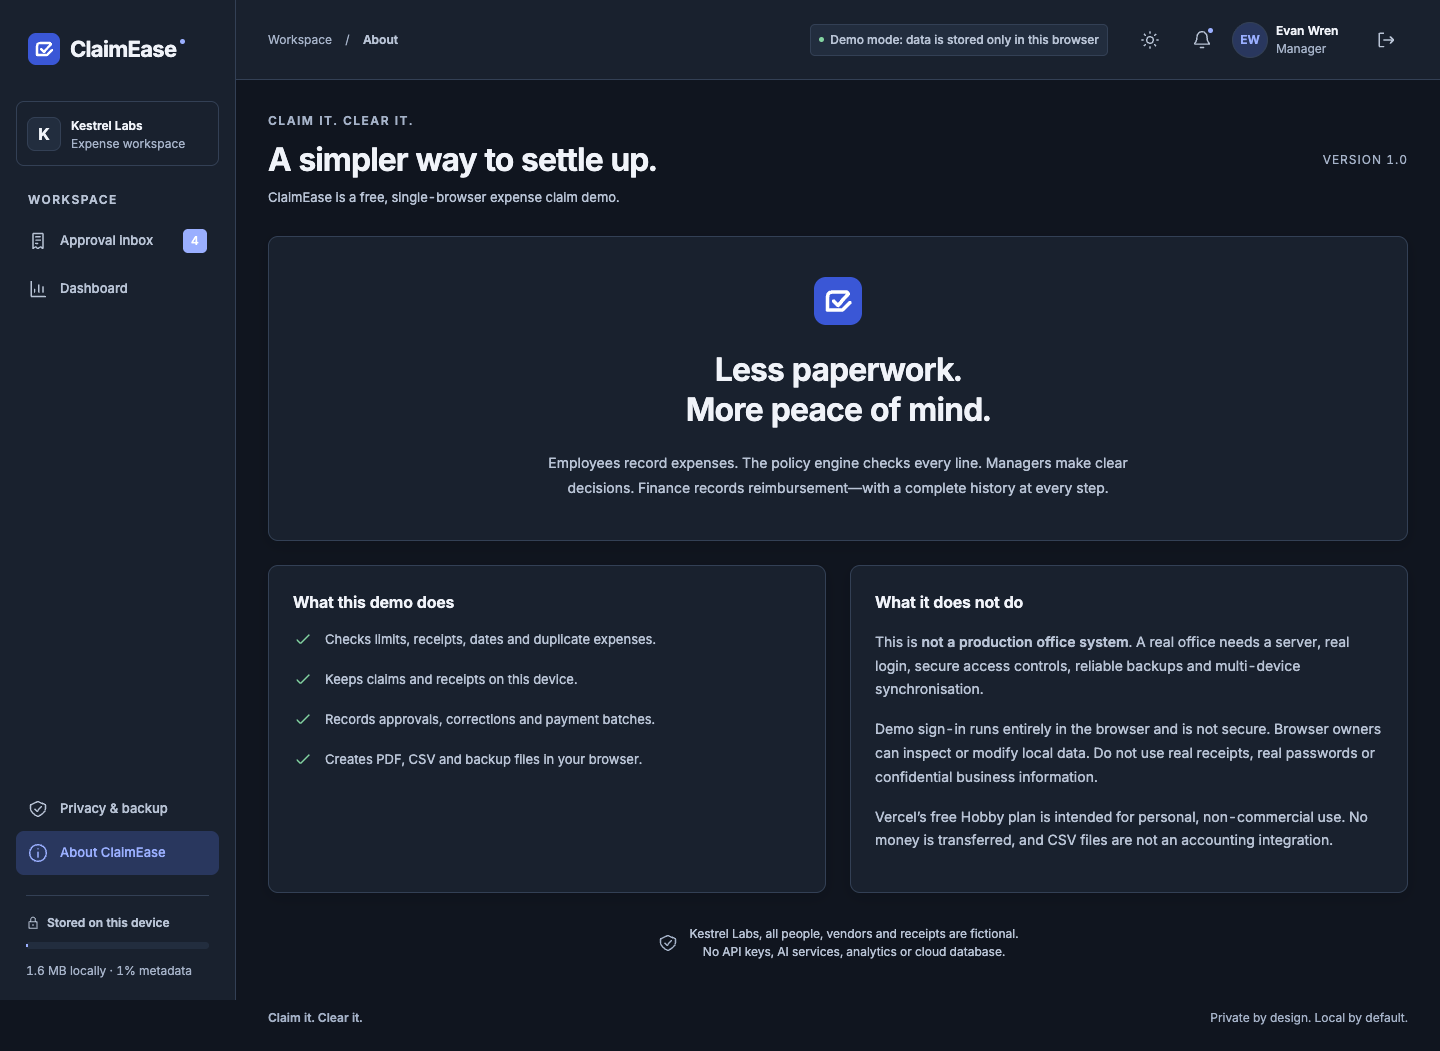 ClaimEase
Workspace / About
Demo mode: data is stored only in this browser
EW
Evan Wren
Manager
K
Kestrel Labs
Expense workspace
WORKSPACE
Approval inbox
4
Dashboard
Privacy & backup
About ClaimEase
Stored on this device
1.6 MB locally · 1% metadata
CLAIM IT. CLEAR IT.
A simpler way to settle up.
VERSION 1.0
ClaimEase is a free, single-browser expense claim demo.
Less paperwork.
More peace of mind.
Employees record expenses. The policy engine checks every line. Managers make clear
decisions. Finance records reimbursement—with a complete history at every step.
What this demo does
Checks limits, receipts, dates and duplicate expenses.
Keeps claims and receipts on this device.
Records approvals, corrections and payment batches.
Creates PDF, CSV and backup files in your browser.
What it does not do
This is not a production office system. A real office needs a server, real
login, secure access controls, reliable backups and multi-device
synchronisation.
Demo sign-in runs entirely in the browser and is not secure. Browser owners
can inspect or modify local data. Do not use real receipts, real passwords or
confidential business information.
Vercel’s free Hobby plan is intended for personal, non-commercial use. No
money is transferred, and CSV files are not an accounting integration.
Kestrel Labs, all people, vendors and receipts are fictional.
No API keys, AI services, analytics or cloud database.
Claim it. Clear it.
Private by design. Local by default.